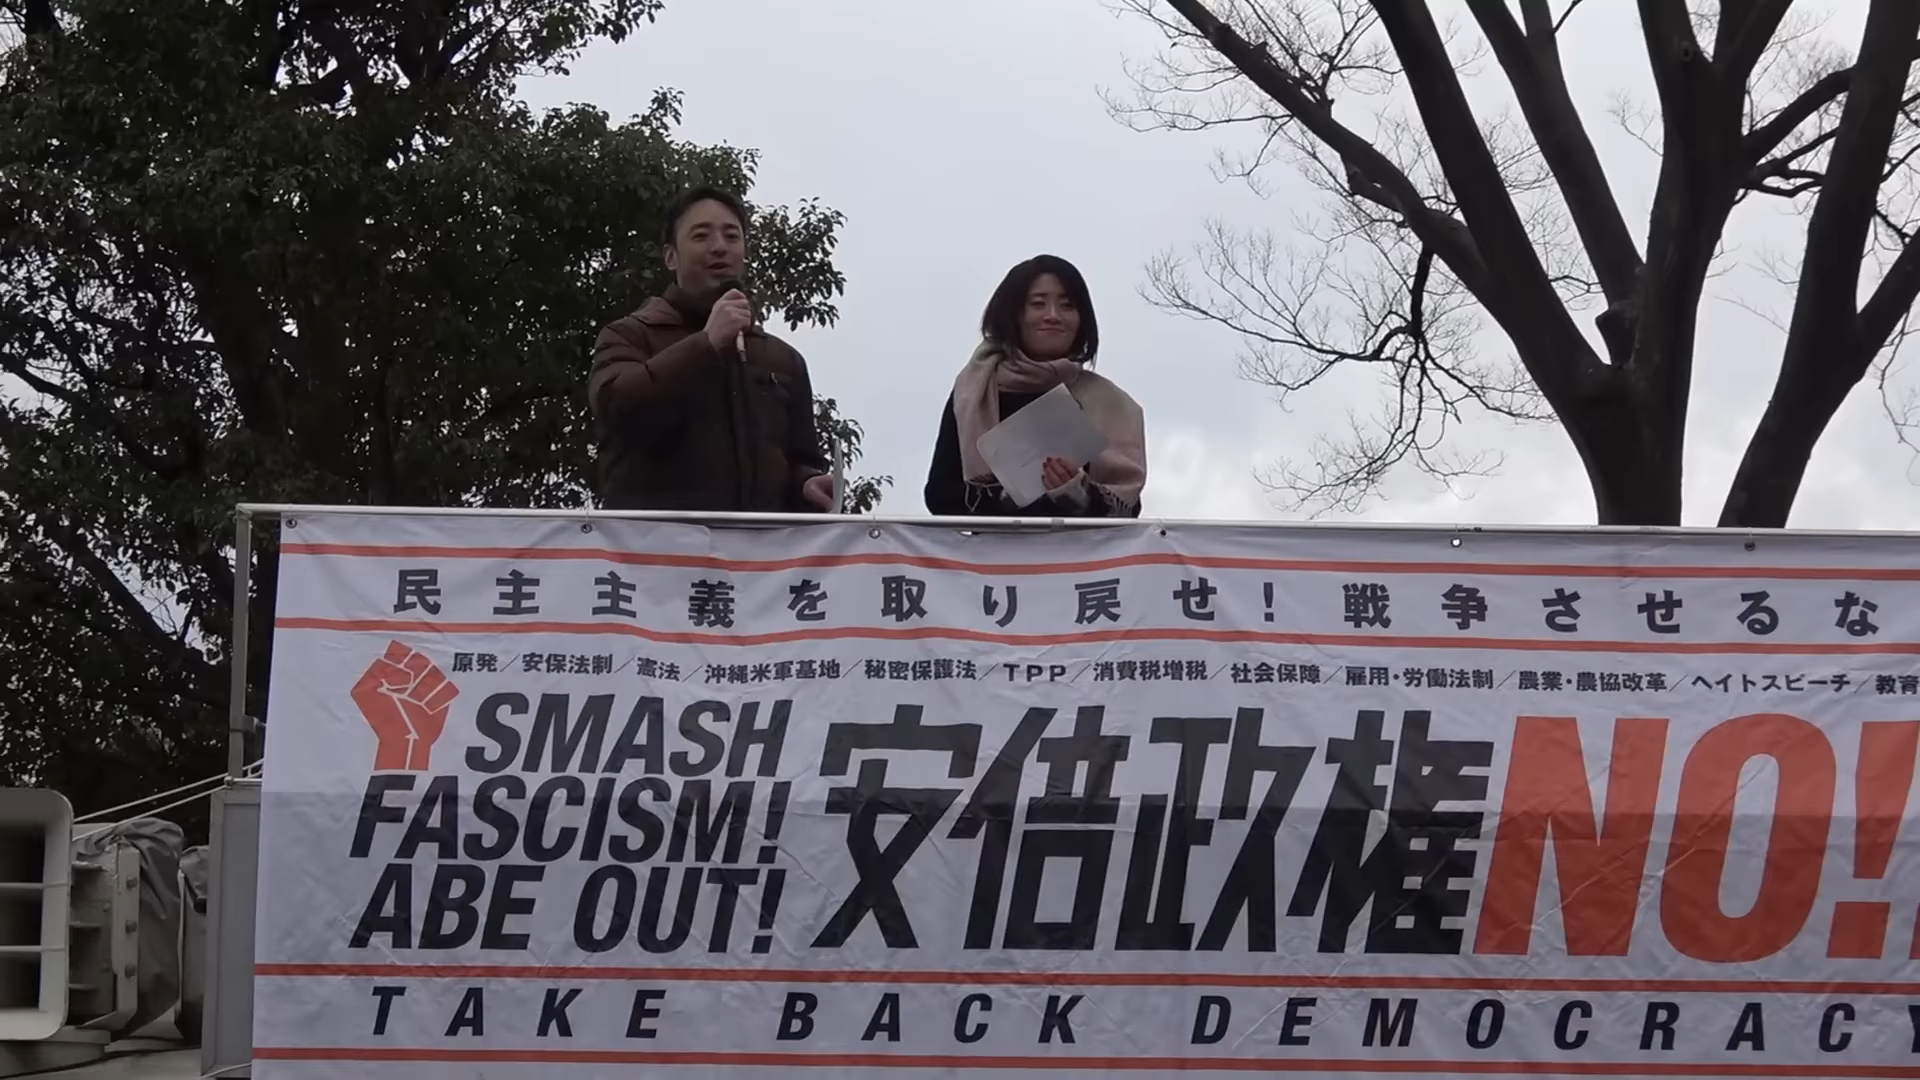 民主主義を取り戻せ！戦争させるな
原発／安保法制／憲法／沖縄米軍基地／秘密保護法／TPP／消費税増税／社会保障／雇用・労働法制／農業・農協改革／ヘイトスピーチ／教育
SMASH
FASCISM!
ABE OUT!
安倍政権NO!
TAKE BACK DEMOCRACY